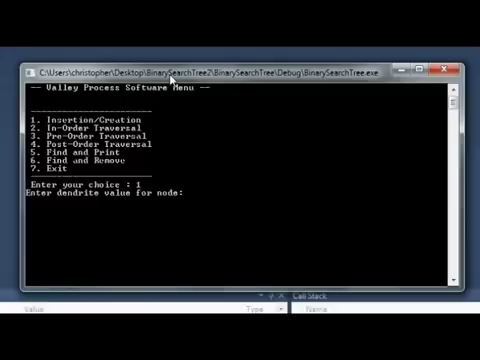 C:\Users\christopher\Desktop\BinarySearchTree2\BinarySearchTree\Debug\BinarySearchTree.exe
-- Valley Process Software Menu --
------------------------
1. Insertion/Creation
2. In-Order Traversal
3. Pre-Order Traversal
4. Post-Order Traversal
5. Find and Print
6. Find and Remove
7. Exit
------------------------
Enter your choice : 1
Enter dendrite value for node:
Call Stack
Value Type Name